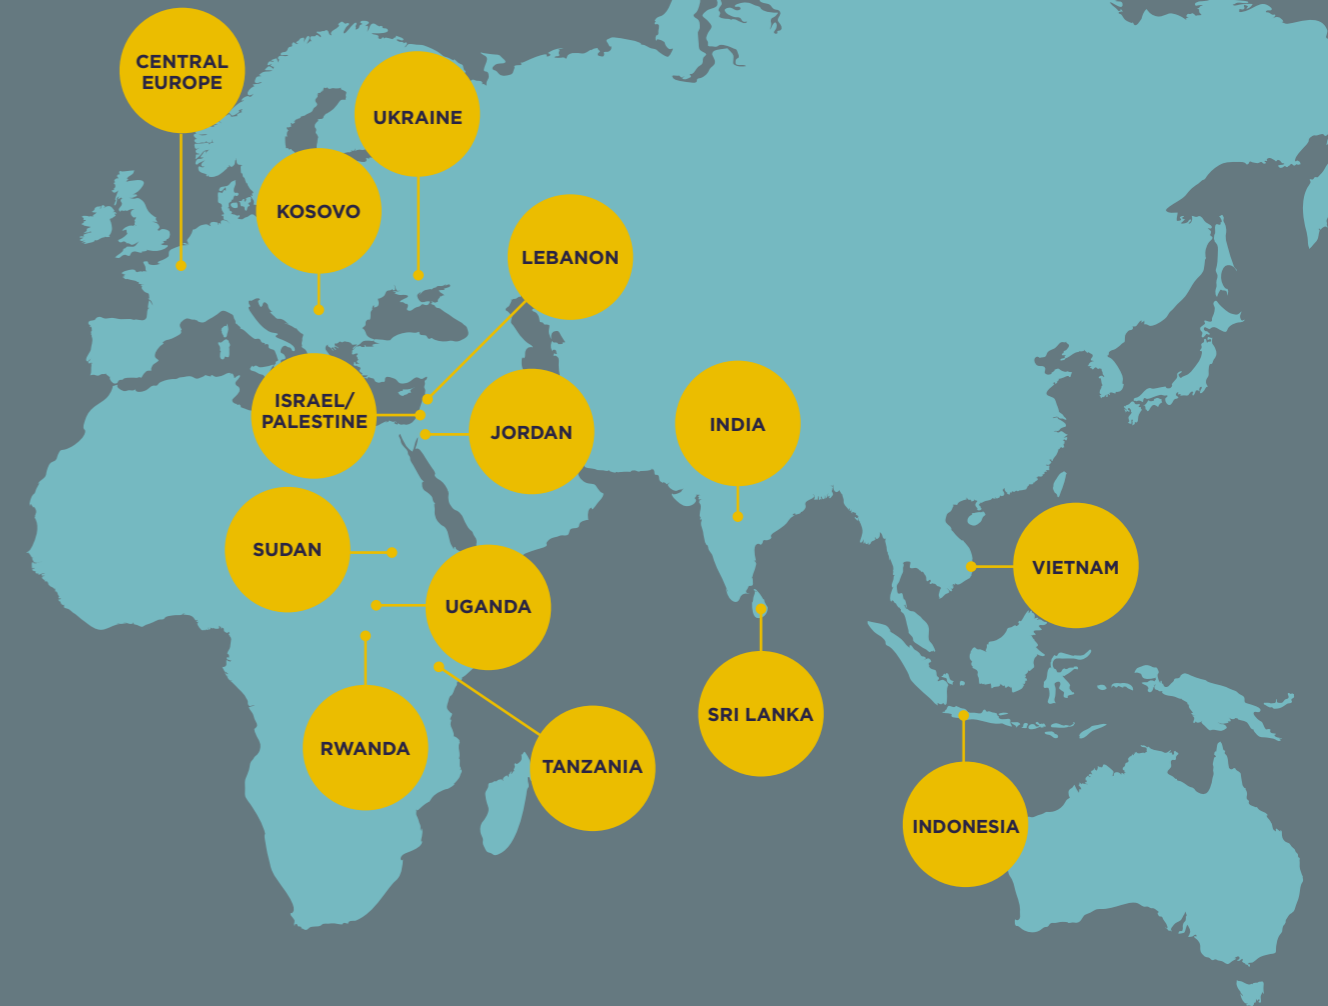 CENTRAL
EUROPE
UKRAINE
KOSOVO
LEBANON
ISRAEL/
PALESTINE
JORDAN
INDIA
SUDAN
VIETNAM
UGANDA
SRI LANKA
RWANDA
TANZANIA
INDONESIA